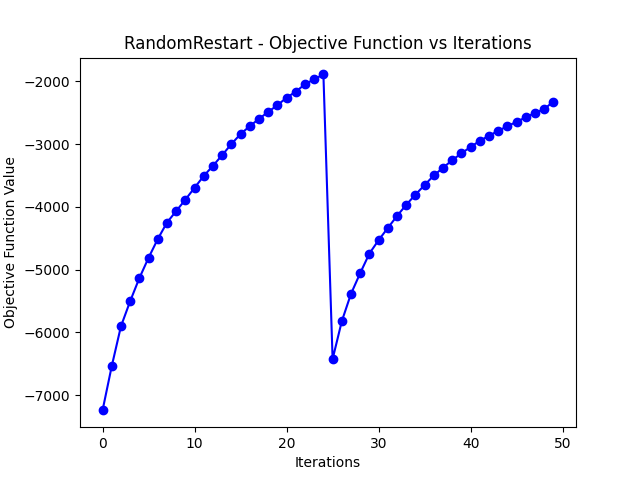 RandomRestart - Objective Function vs Iterations
Objective Function Value
−2000
−3000
−4000
−5000
−6000
−7000
0 10 20 30 40 50
Iterations